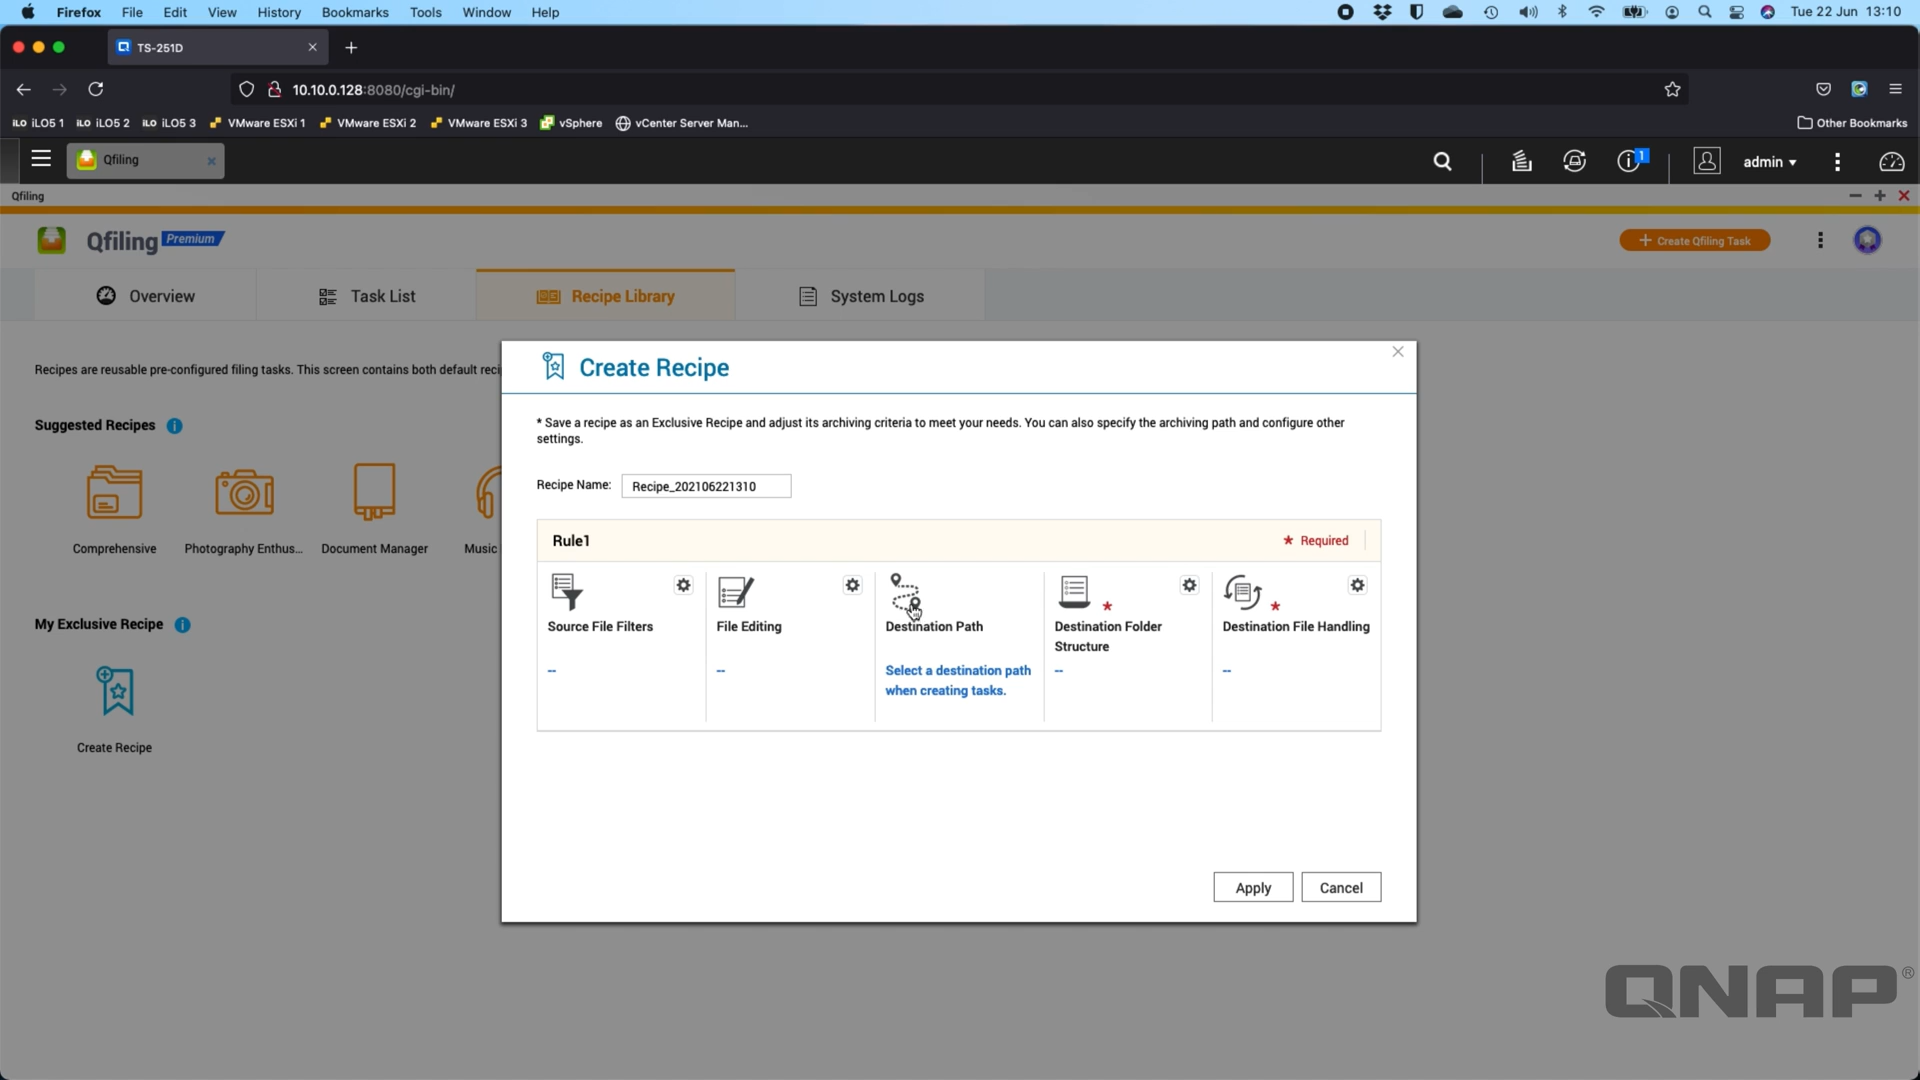 Firefox File Edit View History Bookmarks Tools Window Help Tue 22 Jun 13:10
TS-251D
10.10.0.128:8080/cgi-bin/
iLO iLO5 1 iLO iLO5 2 iLO iLO5 3 VMware ESXi 1 VMware ESXi 2 VMware ESXi 3 vSphere vCenter Server Man... Other Bookmarks
Qfiling 1 admin
Qfiling
Qfiling Premium + Create Qfiling Task
Overview Task List Recipe Library System Logs
Recipes are reusable pre-configured filing tasks. This screen contains both default reci
Suggested Recipes
Comprehensive Photography Enthus... Document Manager Music
My Exclusive Recipe
Create Recipe
Create Recipe
* Save a recipe as an Exclusive Recipe and adjust its archiving criteria to meet your needs. You can also specify the archiving path and configure other
settings.
Recipe Name: Recipe_202106221310
Rule1 * Required
Source File Filters
--
File Editing
--
Destination Path
Select a destination path
when creating tasks.
*
Destination Folder
Structure
--
*
Destination File Handling
--
Apply Cancel
QNAP®